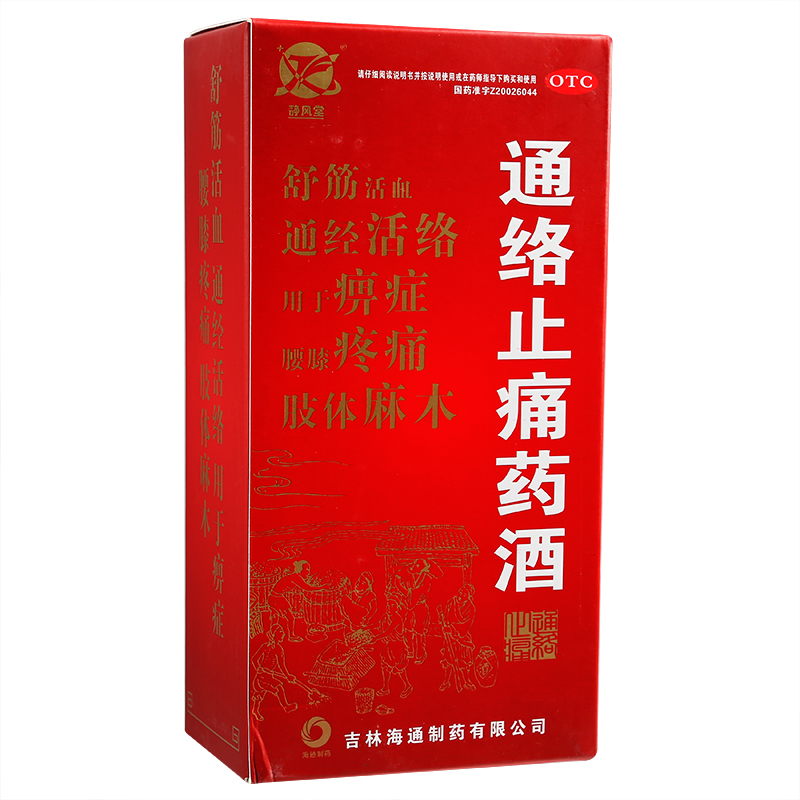 静风堂
请仔细阅读说明书并按说明使用或在药师指导下购买和使用
国药准字Z20026044
OTC
通络止痛药酒
舒筋活血
通经活络
用于痹症
腰膝疼痛
肢体麻木
海通制药
吉林海通制药有限公司
舒筋活血 通经活络 用于痹症
腰膝疼痛 肢体麻木